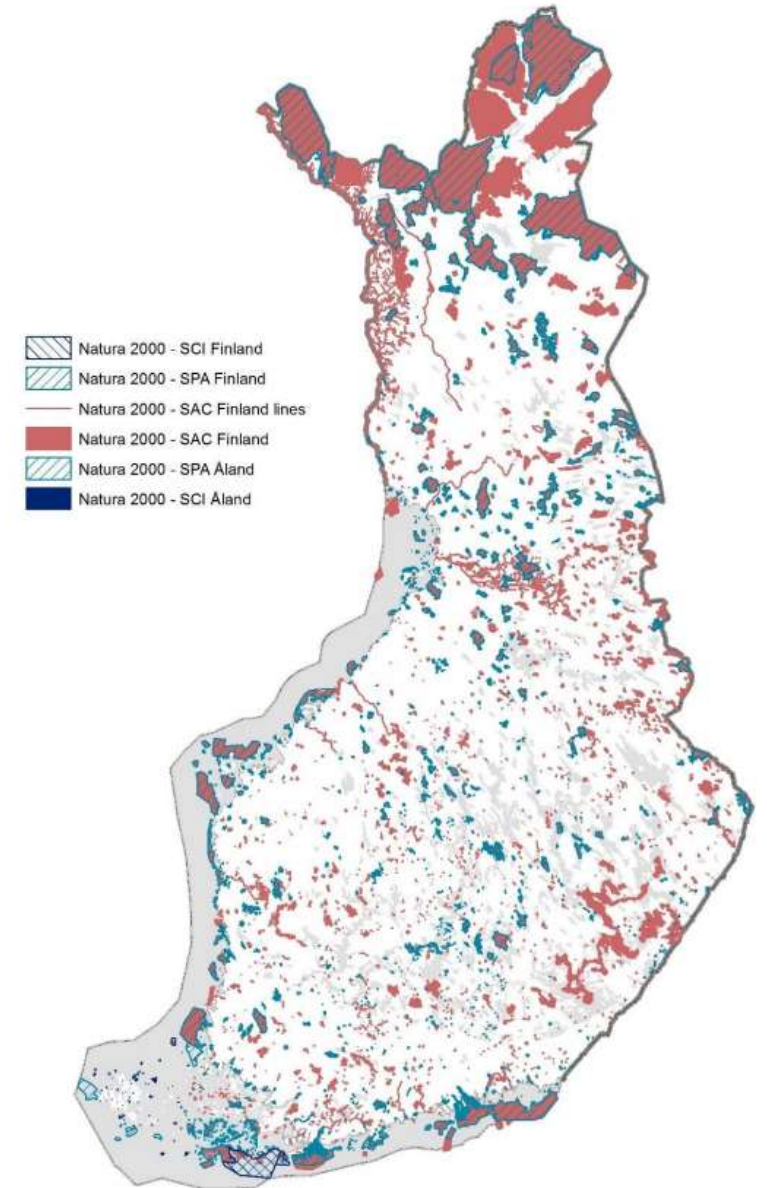 Natura 2000 - SCI Finland
Natura 2000 - SPA Finland
Natura 2000 - SAC Finland lines
Natura 2000 - SAC Finland
Natura 2000 - SPA Åland
Natura 2000 - SCI Åland